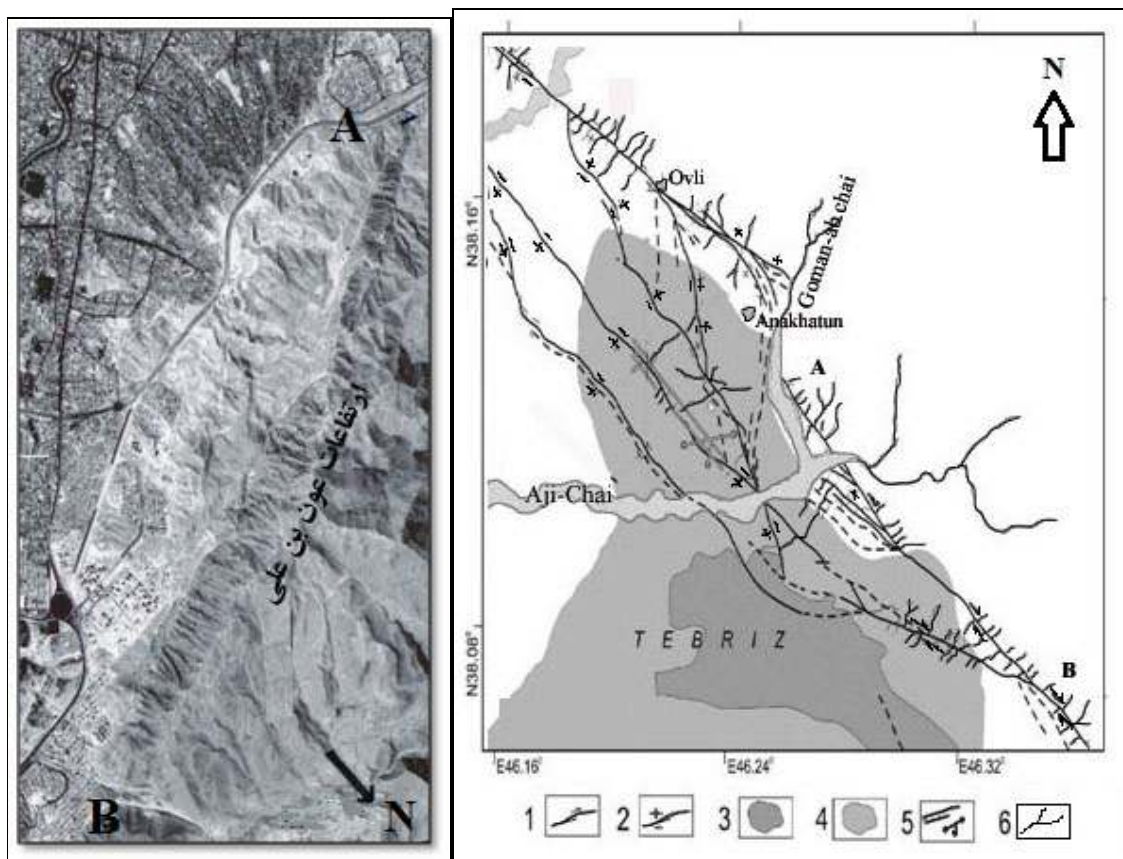 A
ارتفاعات عون بن علی
B
N
N
Ovli
Goman-ab chai
Anakhatun
A
Aji-Chai
TEBRIZ
B
N38.16°
N38.08°
E46.16°
E46.24°
E46.32°
1
2
3
4
5
6